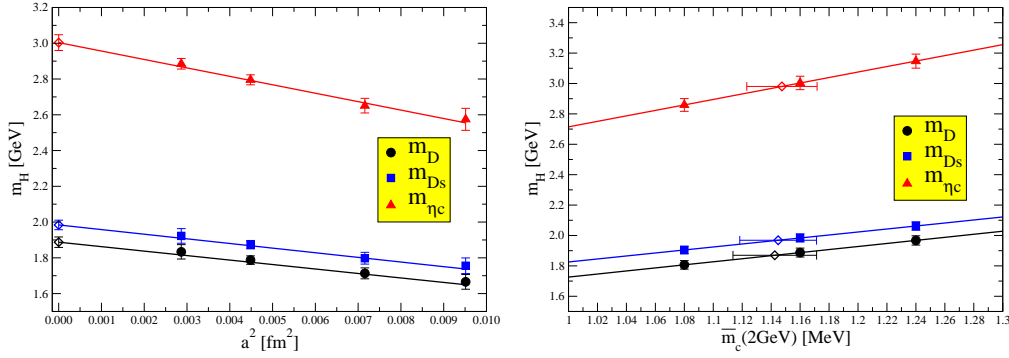 3.0
2.8
2.6
2.4
2.2
2.0
1.8
1.6
m_H [GeV]
m_D
m_Ds
m_ηc
0.000 0.001 0.002 0.003 0.004 0.005 0.006 0.007 0.008 0.009 0.010
a² [fm²]
3.4
3.2
3.0
2.8
2.6
2.4
2.2
2.0
1.8
1.6
m_H [GeV]
m_D
m_Ds
m_ηc
1 1.02 1.04 1.06 1.08 1.1 1.12 1.14 1.16 1.18 1.2 1.22 1.24 1.26 1.28 1.3
m̅_c(2GeV) [MeV]